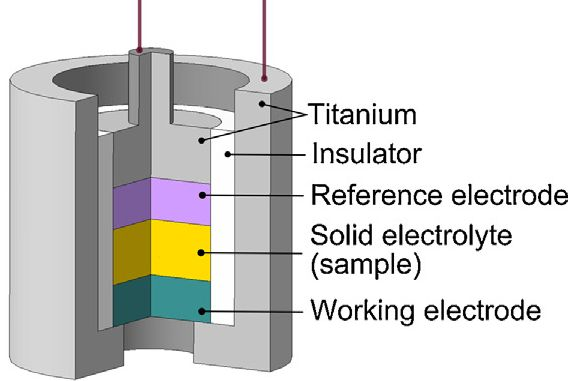 Titanium
Insulator
Reference electrode
Solid electrolyte
(sample)
Working electrode